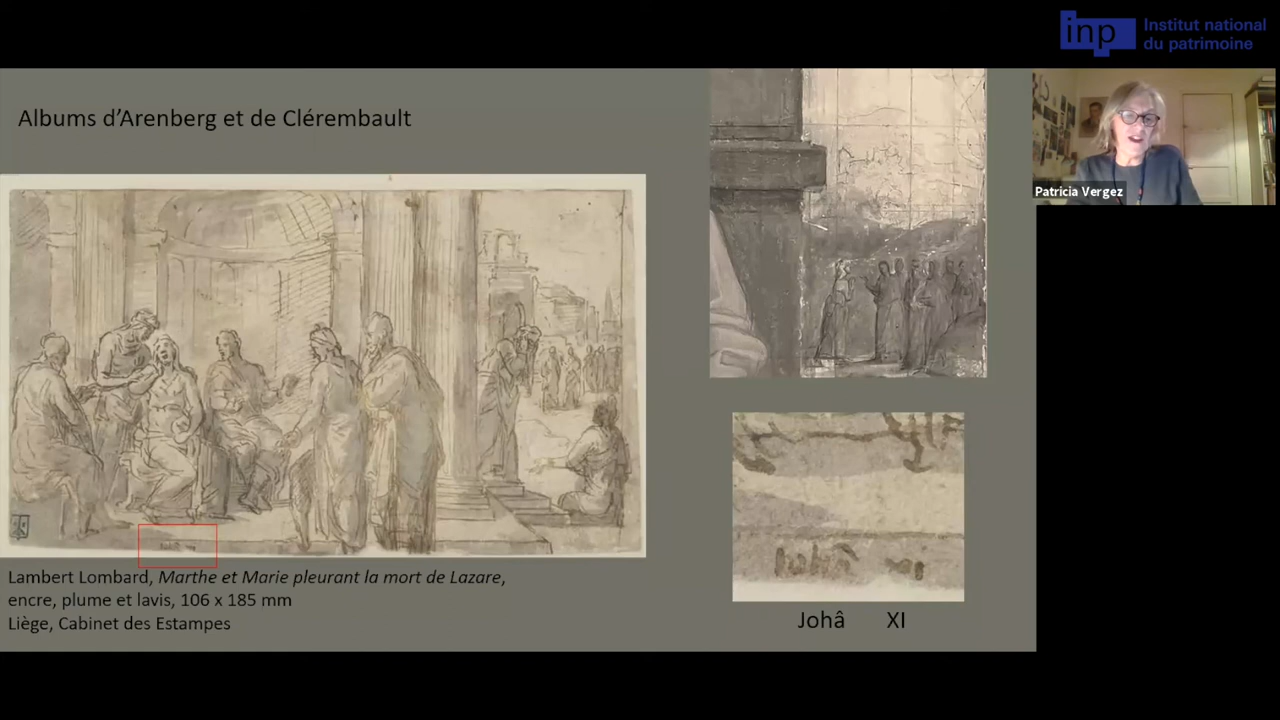 inp Institut national
du patrimoine
Albums d'Arenberg et de Clérembault
Patricia Vergez
Lambert Lombard, Marthe et Marie pleurant la mort de Lazare,
encre, plume et lavis, 106 x 185 mm
Liège, Cabinet des Estampes
Johâ XI